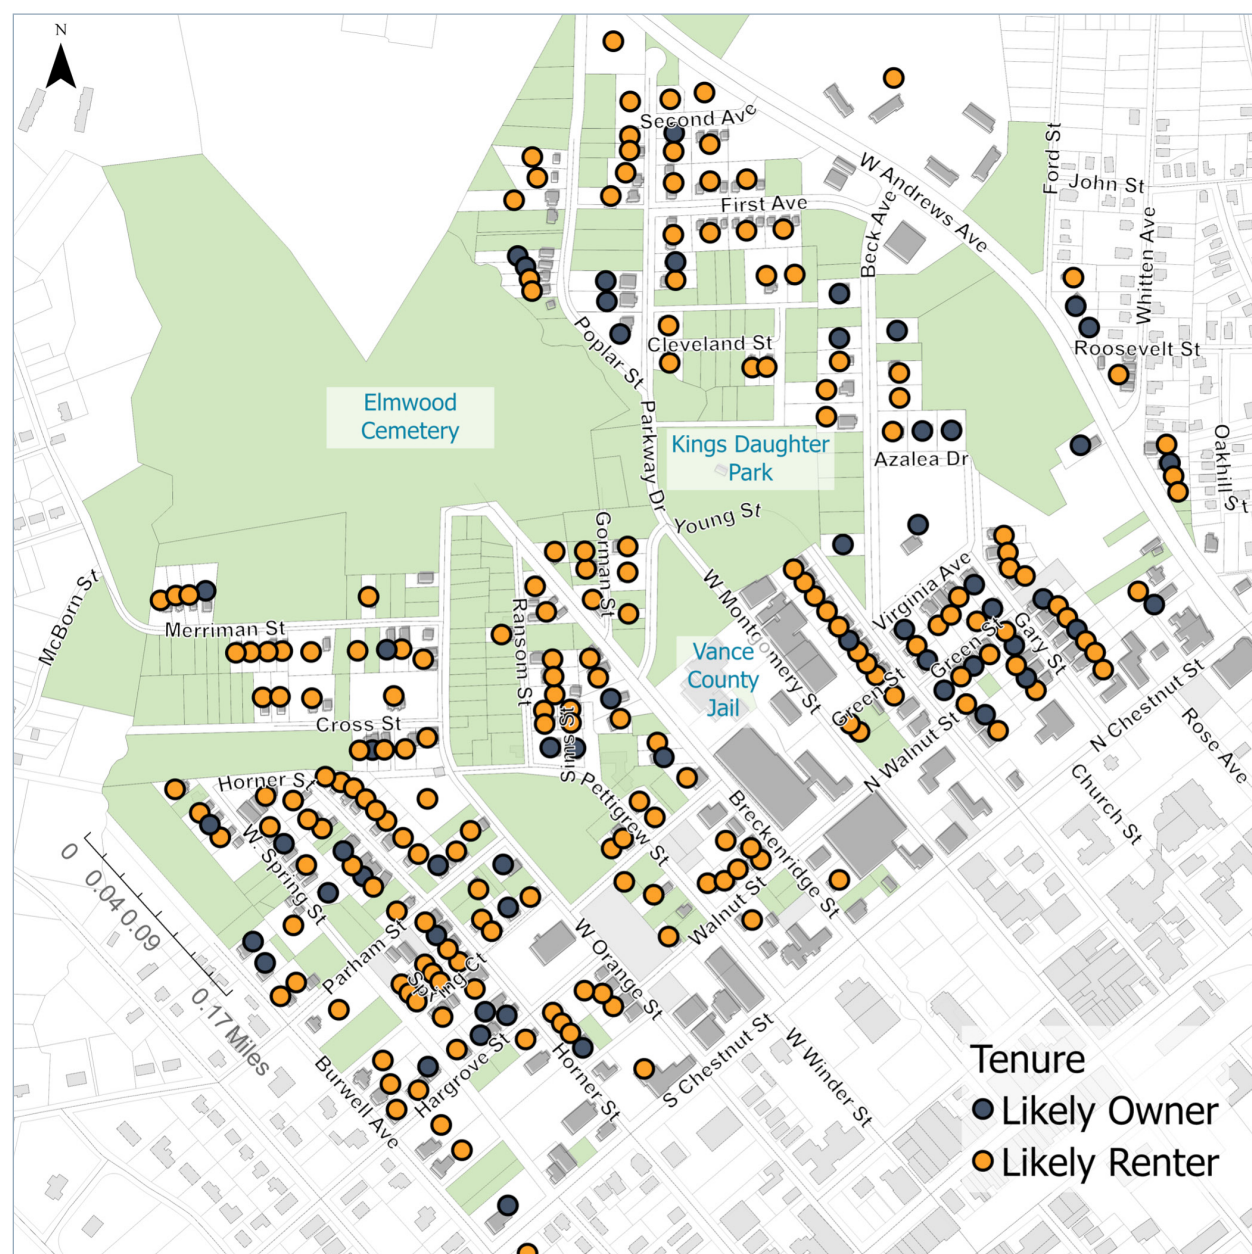 N
Second Ave
W Andrews Ave
Ford St
John St
First Ave
Beck Ave
Whitten Ave
Poplar St
Cleveland St
Roosevelt St
Elmwood
Cemetery
Parkway Dr
Kings Daughter
Park
Azalea Dr
Oakhill St
Young St
Gorman St
McBorn St
Merriman St
Ransom St
W Montgomery St
Virginia Ave
Green St
Gary St
Vance
County
Jail
Green St
Cross St
Sims St
N Walnut St
N Chestnut St
Rose Ave
Horner St
Pettigrew St
Breckenridge St
Church St
W. Spring St
Walnut St
0
0.04
0.09
0.17 Miles
Parham St
Spring Ct
W Orange St
Burwell Ave
Hargrove St
Horner St
S Chestnut St
W Winder St
Tenure
Likely Owner
Likely Renter